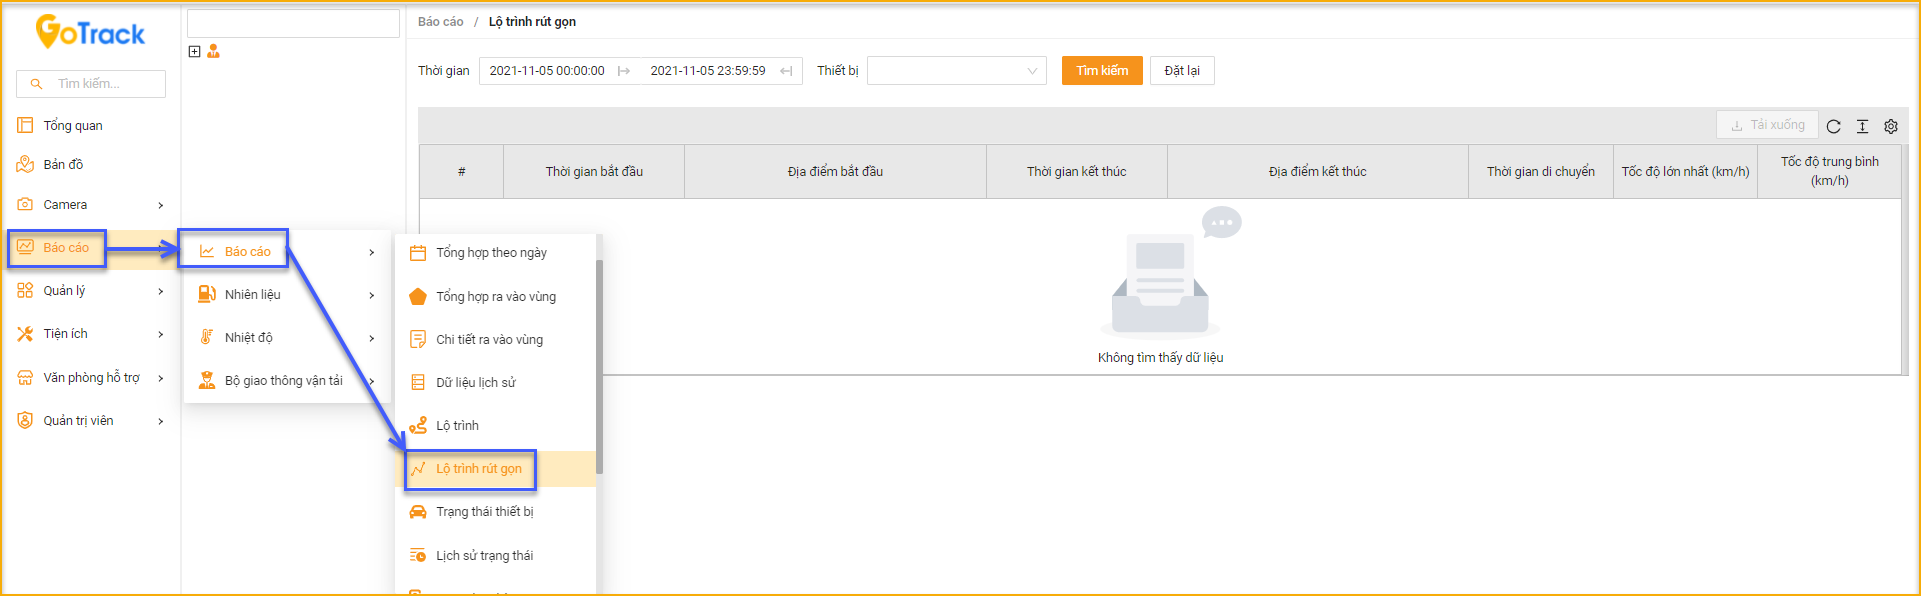 GoTrack
Tìm kiếm...
Tổng quan
Bản đồ
Camera
Báo cáo
Quản lý
Tiện ích
Văn phòng hỗ trợ
Quản trị viên
Báo cáo
Nhiên liệu
Nhiệt độ
Bộ giao thông vận tải
Tổng hợp theo ngày
Tổng hợp ra vào vùng
Chi tiết ra vào vùng
Dữ liệu lịch sử
Lộ trình
Lộ trình rút gọn
Trạng thái thiết bị
Lịch sử trạng thái
Báo cáo / Lộ trình rút gọn
Thời gian 2021-11-05 00:00:00 2021-11-05 23:59:59 Thiết bị Tìm kiếm Đặt lại
Tải xuống
# Thời gian bắt đầu Địa điểm bắt đầu Thời gian kết thúc Địa điểm kết thúc Thời gian di chuyển Tốc độ lớn nhất (km/h) Tốc độ trung bình
(km/h)
Không tìm thấy dữ liệu